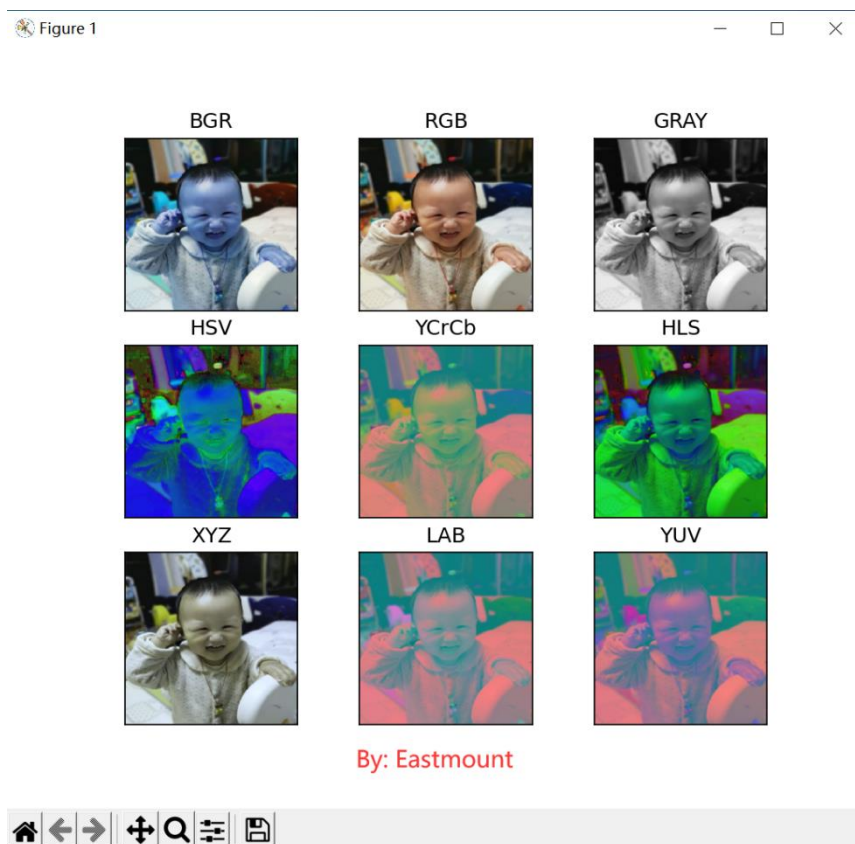 Figure 1
BGR RGB GRAY
HSV YCrCb HLS
XYZ LAB YUV
By: Eastmount